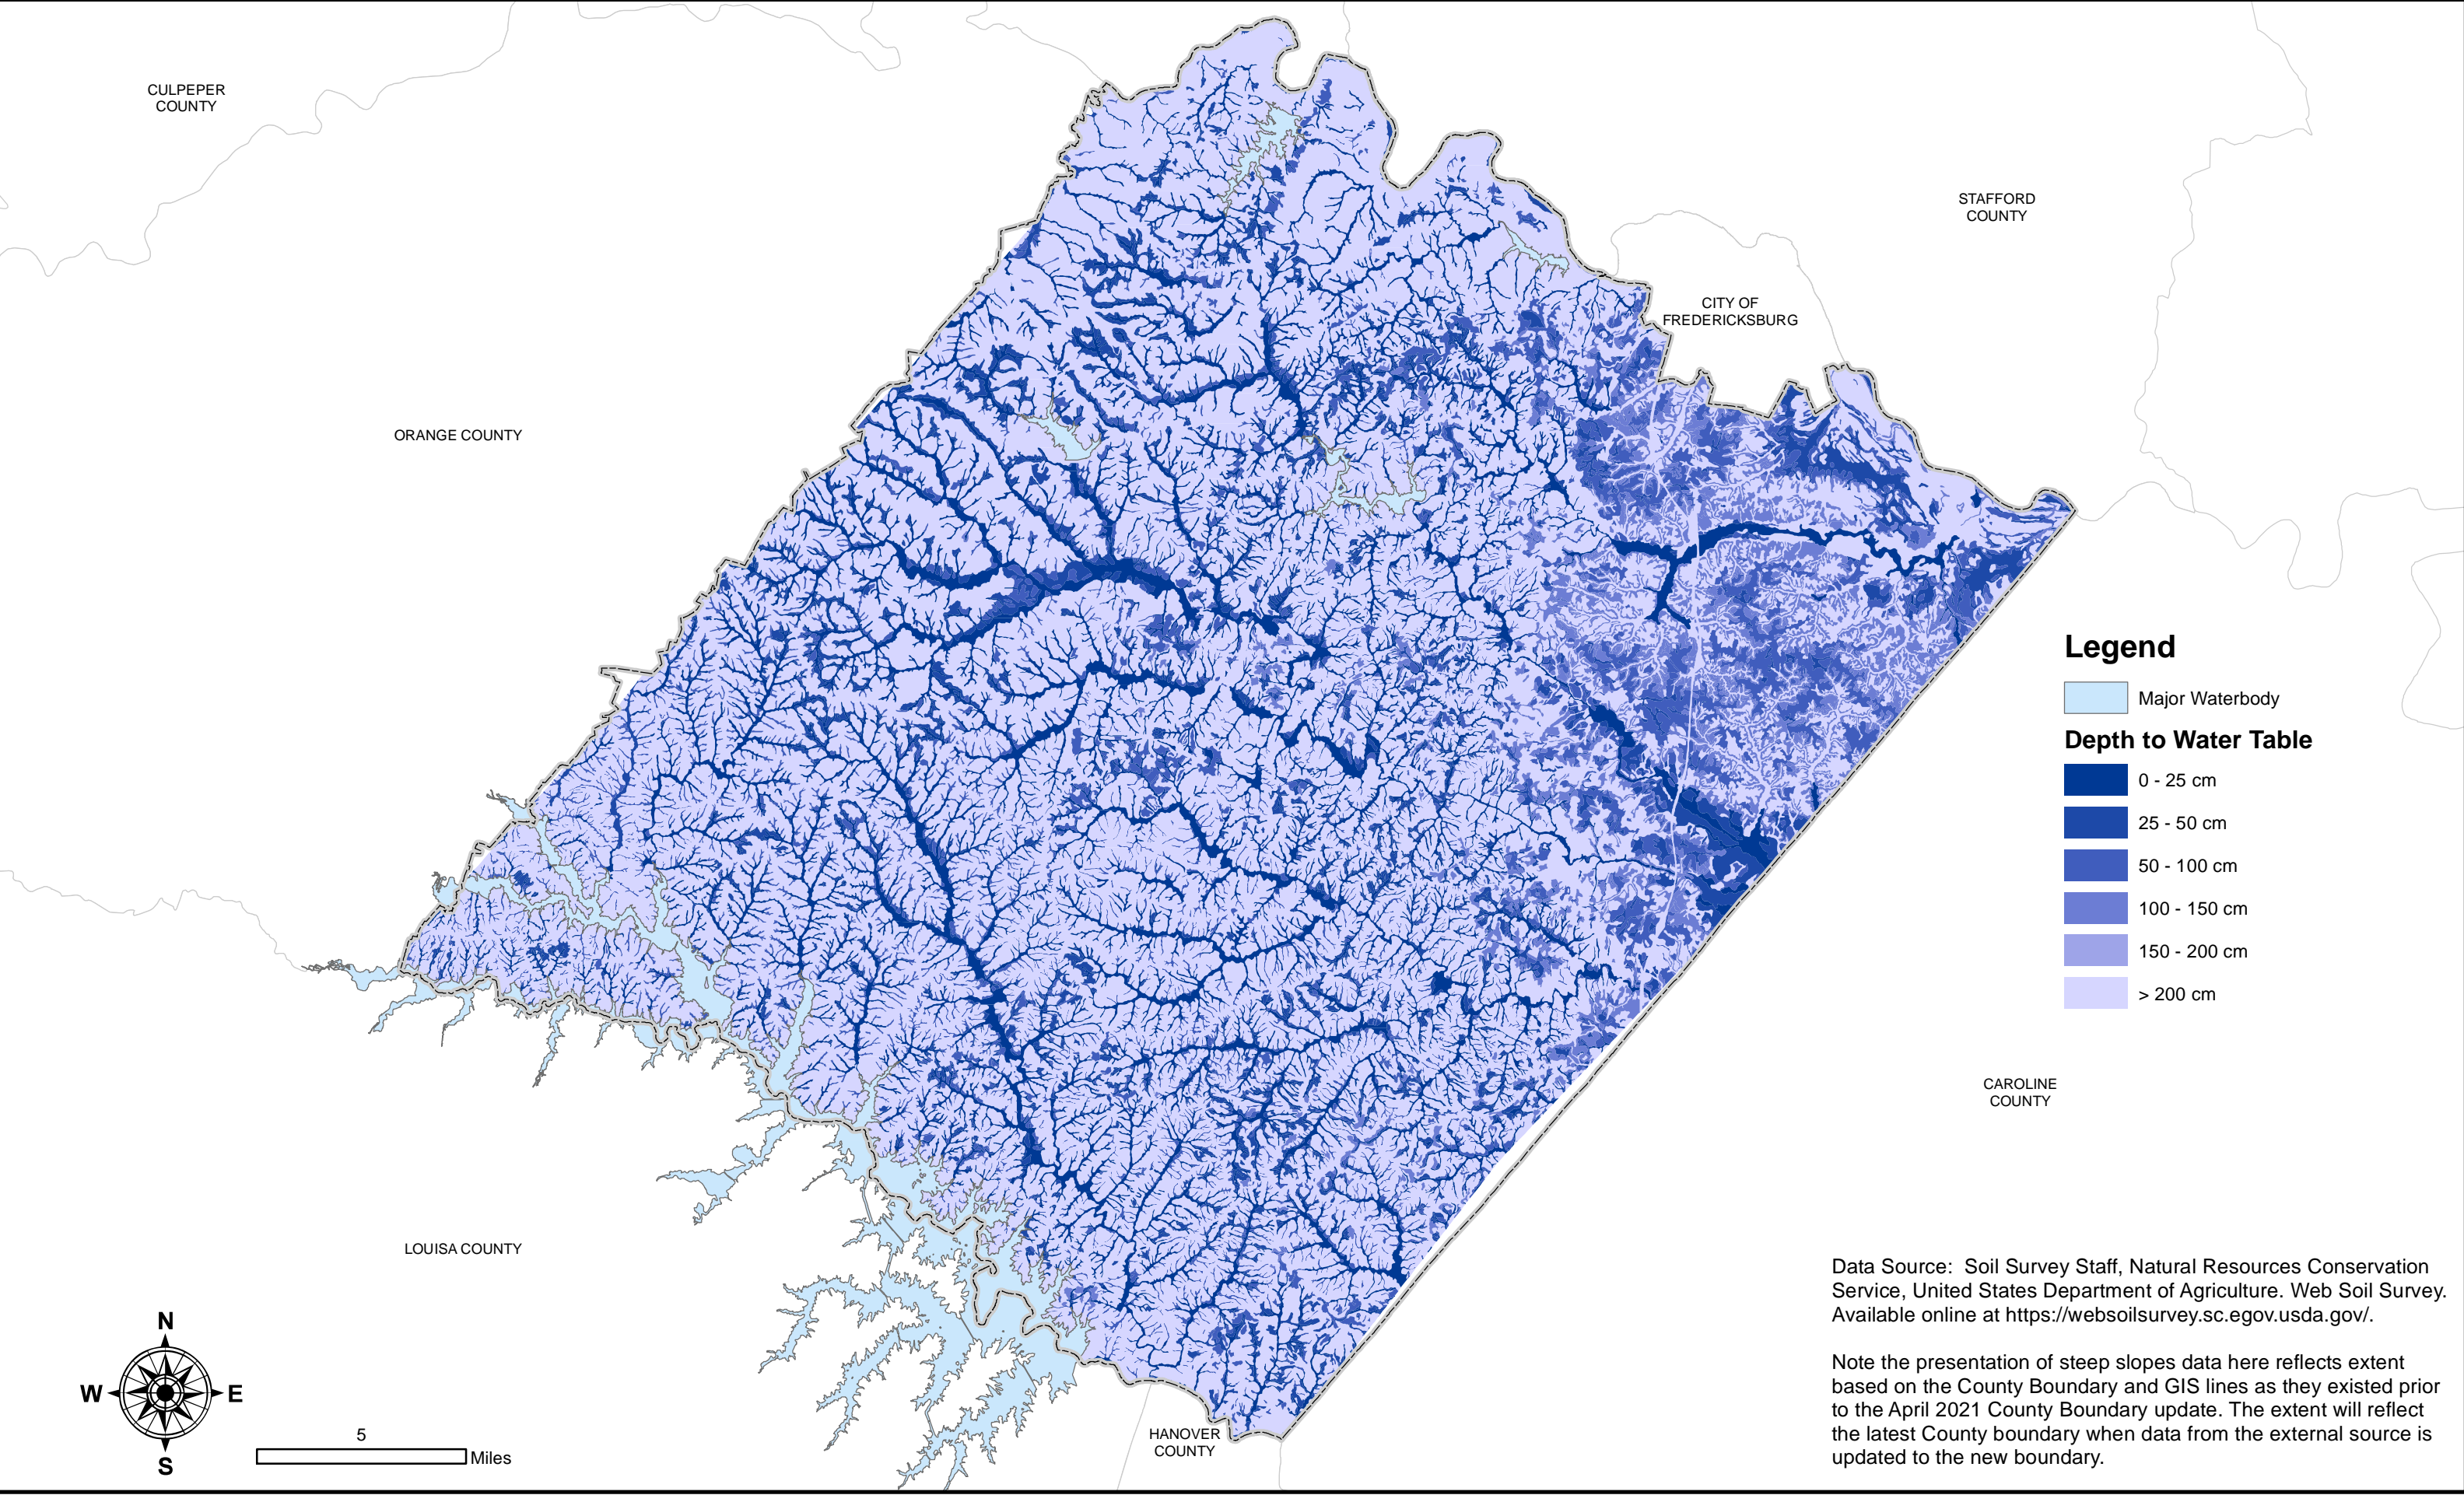 CULPEPER
COUNTY
STAFFORD
COUNTY
CITY OF
FREDERICKSBURG
ORANGE COUNTY
Legend
Major Waterbody
Depth to Water Table
0 - 25 cm
25 - 50 cm
50 - 100 cm
100 - 150 cm
150 - 200 cm
> 200 cm
CAROLINE
COUNTY
LOUISA COUNTY
HANOVER
COUNTY
N
W E
S
5
Miles
Data Source:  Soil Survey Staff, Natural Resources Conservation
Service, United States Department of Agriculture. Web Soil Survey.
Available online at https://websoilsurvey.sc.egov.usda.gov/.
Note the presentation of steep slopes data here reflects extent
based on the County Boundary and GIS lines as they existed prior
to the April 2021 County Boundary update. The extent will reflect
the latest County boundary when data from the external source is
updated to the new boundary.